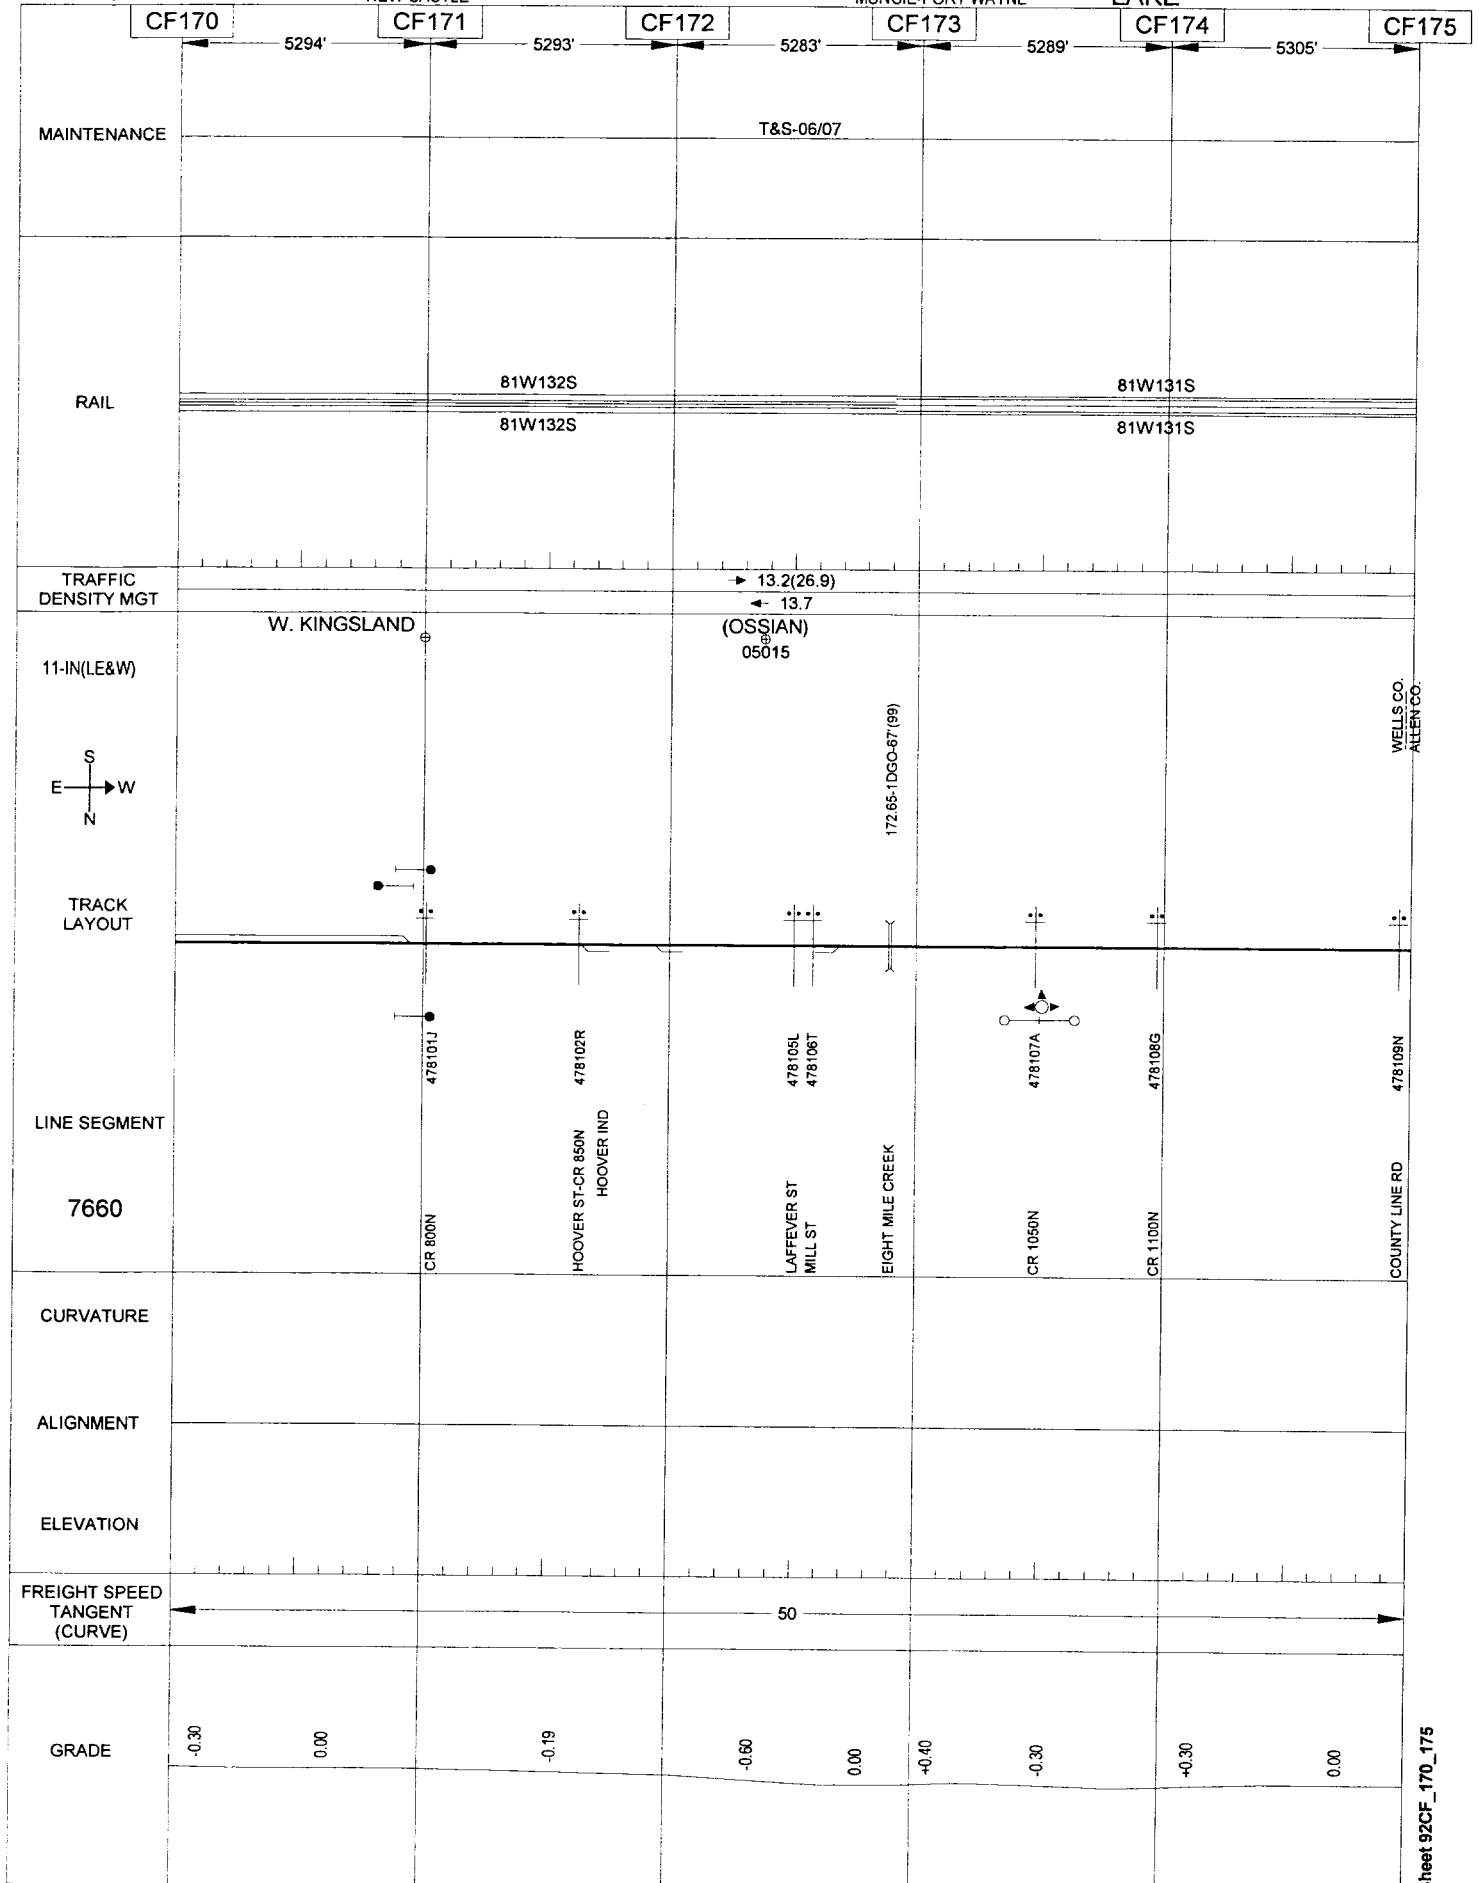 LAKE
CF170 CF171 CF172 CF173 CF174 CF175
5294' 5293' 5283' 5289' 5305'
MAINTENANCE
T&S-06/07
RAIL
81W132S 81W131S
81W132S 81W131S
TRAFFIC
DENSITY MGT
13.2(26.9)
13.7
W. KINGSLAND
(OSSIAN)
05015
11-IN(LE&W)
WELLS CO.
ALLEN CO.
172.65-1DGO-67'(99)
S
E W
N
TRACK
LAYOUT
478101J
478102R
478105L
478106T
478107A
478108G
478109N
LINE SEGMENT
7660
CR 800N
HOOVER ST-CR 850N
HOOVER IND
LAFFEVER ST
MILL ST
EIGHT MILE CREEK
CR 1050N
CR 1100N
COUNTY LINE RD
CURVATURE
ALIGNMENT
ELEVATION
FREIGHT SPEED
TANGENT
(CURVE)
50
GRADE
-0.30 0.00 -0.19 -0.60 0.00 +0.40 -0.30 +0.30 0.00
heet 92CF_170_175